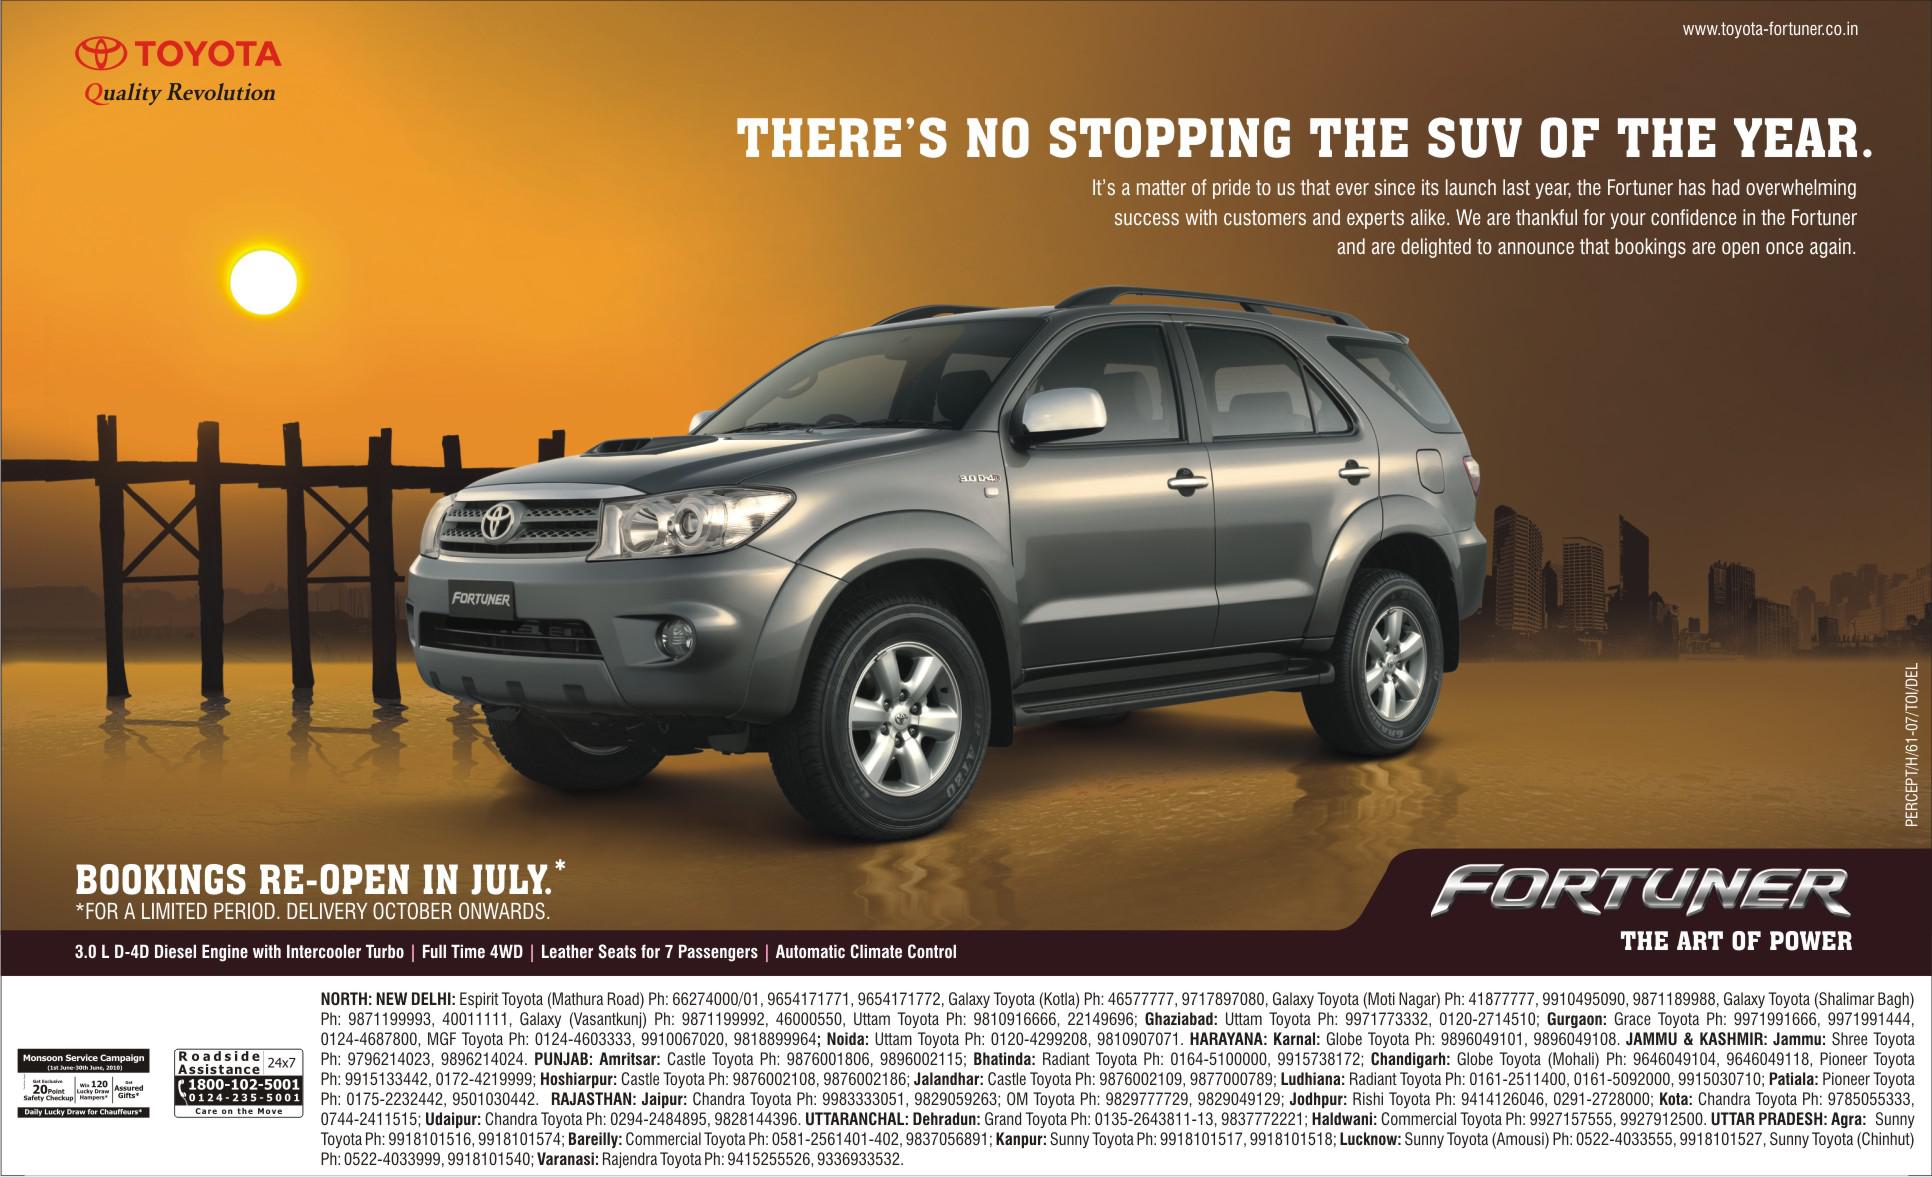 www.toyota-fortuner.co.in
TOYOTA
Quality Revolution
THERE'S NO STOPPING THE SUV OF THE YEAR.
It's a matter of pride to us that ever since its launch last year, the Fortuner has had overwhelming
success with customers and experts alike. We are thankful for your confidence in the Fortuner
and are delighted to announce that bookings are open once again.
3.0 D-4D
FORTUNER
PERCEPT/H/61-07/TOI/DEL
BOOKINGS RE-OPEN IN JULY.*
*FOR A LIMITED PERIOD. DELIVERY OCTOBER ONWARDS.
FORTUNER
THE ART OF POWER
3.0 L D-4D Diesel Engine with Intercooler Turbo | Full Time 4WD | Leather Seats for 7 Passengers | Automatic Climate Control
Monsoon Service Campaign
(1st June-30th June, 2010)
Get Exclusive
20 Point
Safety Checkup
Win 120
Lucky Draw
Hampers*
Get
Assured
Gifts*
Daily Lucky Draw for Chauffeurs*
Roadside
Assistance 24x7
1800-102-5001
0124-235-5001
Care on the Move
NORTH: NEW DELHI: Espirit Toyota (Mathura Road) Ph: 66274000/01, 9654171771, 9654171772, Galaxy Toyota (Kotla) Ph: 46577777, 9717897080, Galaxy Toyota (Moti Nagar) Ph: 41877777, 9910495090, 9871189988, Galaxy Toyota (Shalimar Bagh)
Ph: 9871199993, 40011111, Galaxy (Vasantkunj) Ph: 9871199992, 46000550, Uttam Toyota Ph: 9810916666, 22149696; Ghaziabad: Uttam Toyota Ph: 9971773332, 0120-2714510; Gurgaon: Grace Toyota Ph: 9971991666, 9971991444,
0124-4687800, MGF Toyota Ph: 0124-4603333, 9910067020, 9818899964; Noida: Uttam Toyota Ph: 0120-4299208, 9810907071. HARAYANA: Karnal: Globe Toyota Ph: 9896049101, 9896049108. JAMMU & KASHMIR: Jammu: Shree Toyota
Ph: 9796214023, 9896214024. PUNJAB: Amritsar: Castle Toyota Ph: 9876001806, 9896002115; Bhatinda: Radiant Toyota Ph: 0164-5100000, 9915738172; Chandigarh: Globe Toyota (Mohali) Ph: 9646049104, 9646049118, Pioneer Toyota
Ph: 9915133442, 0172-4219999; Hoshiarpur: Castle Toyota Ph: 9876002108, 9876002186; Jalandhar: Castle Toyota Ph: 9876002109, 9877000789; Ludhiana: Radiant Toyota Ph: 0161-2511400, 0161-5092000, 9915030710; Patiala: Pioneer Toyota
Ph: 0175-2232442, 9501030442. RAJASTHAN: Jaipur: Chandra Toyota Ph: 9983333051, 9829059263; OM Toyota Ph: 9829777729, 9829049129; Jodhpur: Rishi Toyota Ph: 9414126046, 0291-2728000; Kota: Chandra Toyota Ph: 9785055333,
0744-2411515; Udaipur: Chandra Toyota Ph: 0294-2484895, 9828144396. UTTARANCHAL: Dehradun: Grand Toyota Ph: 0135-2643811-13, 9837772221; Haldwani: Commercial Toyota Ph: 9927157555, 9927912500. UTTAR PRADESH: Agra: Sunny
Toyota Ph: 9918101516, 9918101574; Bareilly: Commercial Toyota Ph: 0581-2561401-402, 9837056891; Kanpur: Sunny Toyota Ph: 9918101517, 9918101518; Lucknow: Sunny Toyota (Amousi) Ph: 0522-4033555, 9918101527, Sunny Toyota (Chinhut)
Ph: 0522-4033999, 9918101540; Varanasi: Rajendra Toyota Ph: 9415255526, 9336933532.